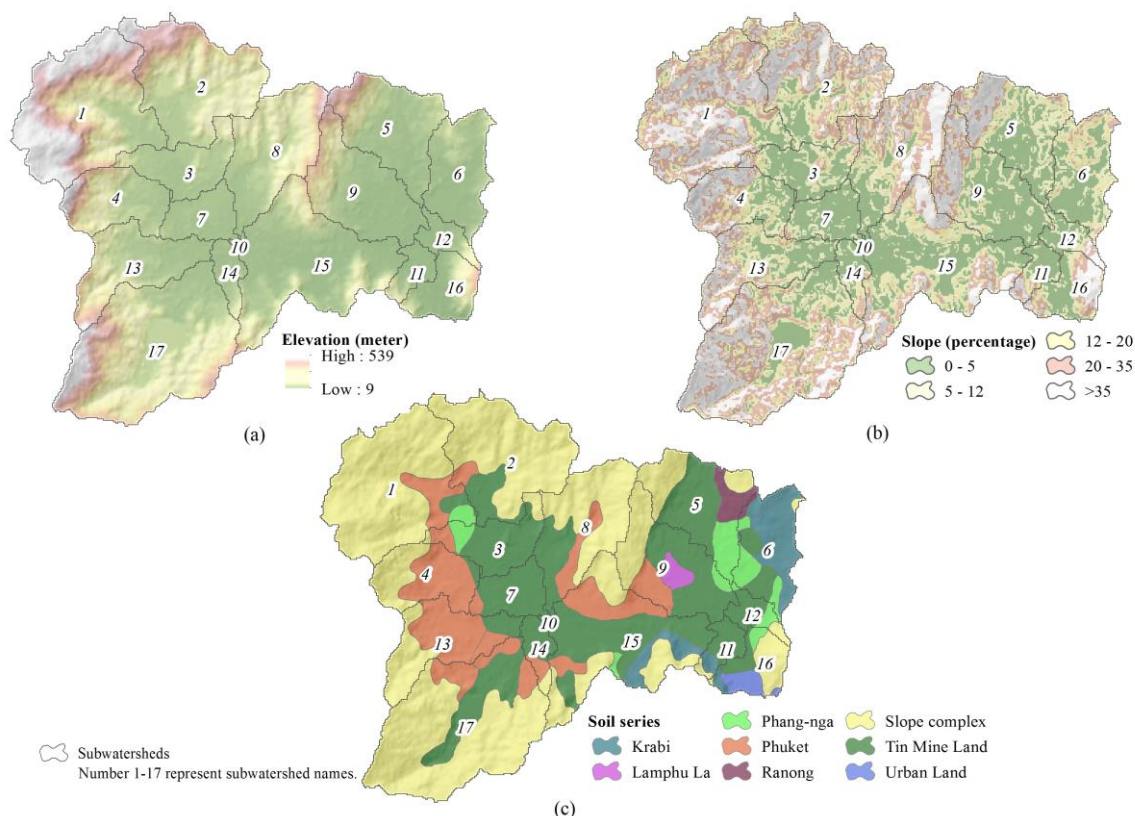 1
2
3
4
5
6
7
8
9
10
11
12
13
14
15
16
17
Elevation (meter)
High : 539
Low : 9
(a)
1
2
3
4
5
6
7
8
9
10
11
12
13
14
15
16
17
Slope (percentage)
0 - 5
5 - 12
12 - 20
20 - 35
>35
(b)
1
2
3
4
5
6
7
8
9
10
11
12
13
14
15
16
17
Subwatersheds
Number 1-17 represent subwatershed names.
Soil series
Krabi
Lamphu La
Phang-nga
Phuket
Ranong
Slope complex
Tin Mine Land
Urban Land
(c)